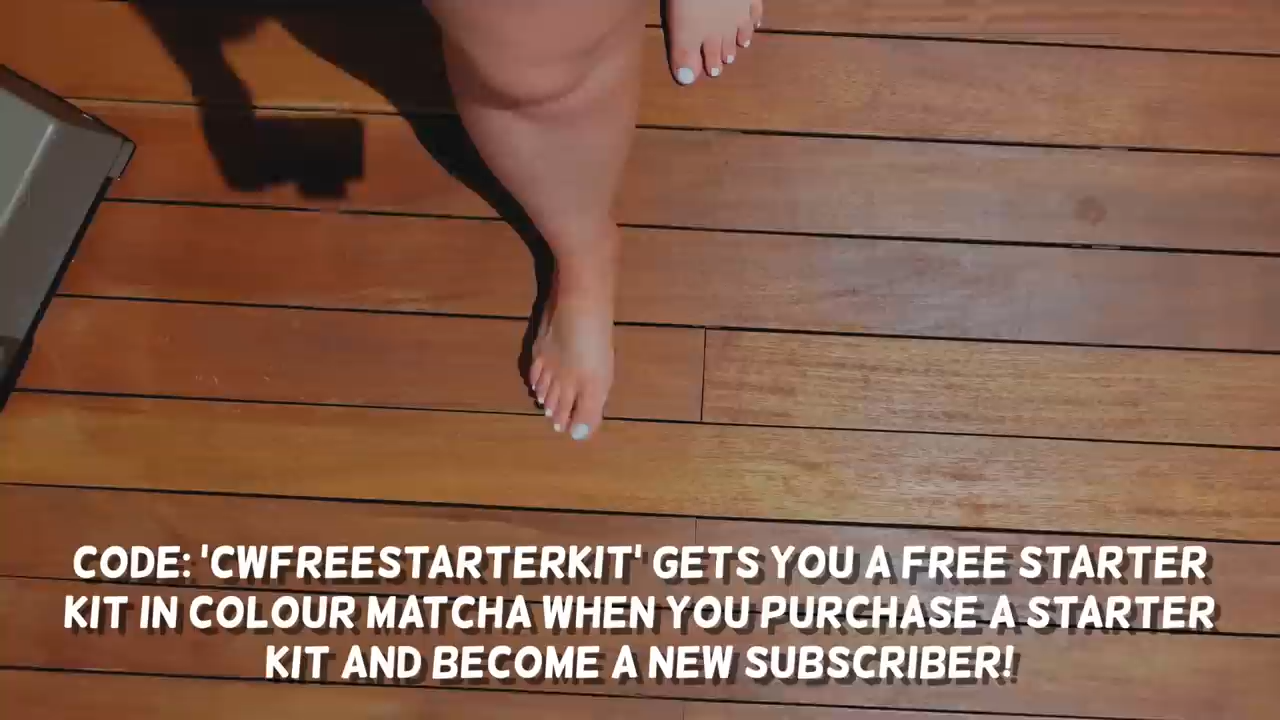 CODE: 'CWFREESTARTERKIT' GETS YOU A FREE STARTER
KIT IN COLOUR MATCHA WHEN YOU PURCHASE A STARTER
KIT AND BECOME A NEW SUBSCRIBER!